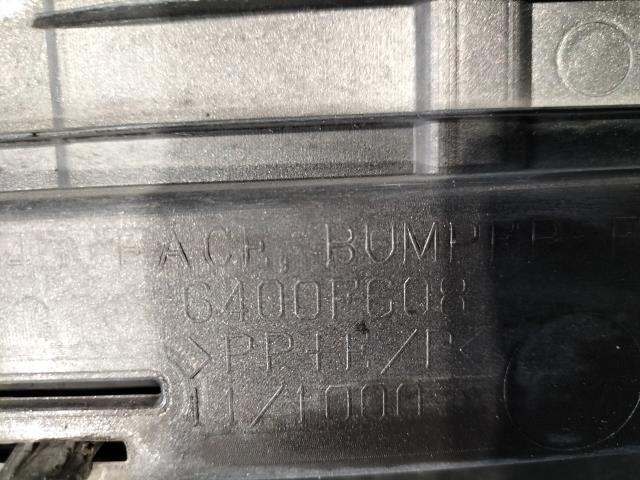 FACE, BUMPER F
6400FG08
>PP+E/P<
11/1000